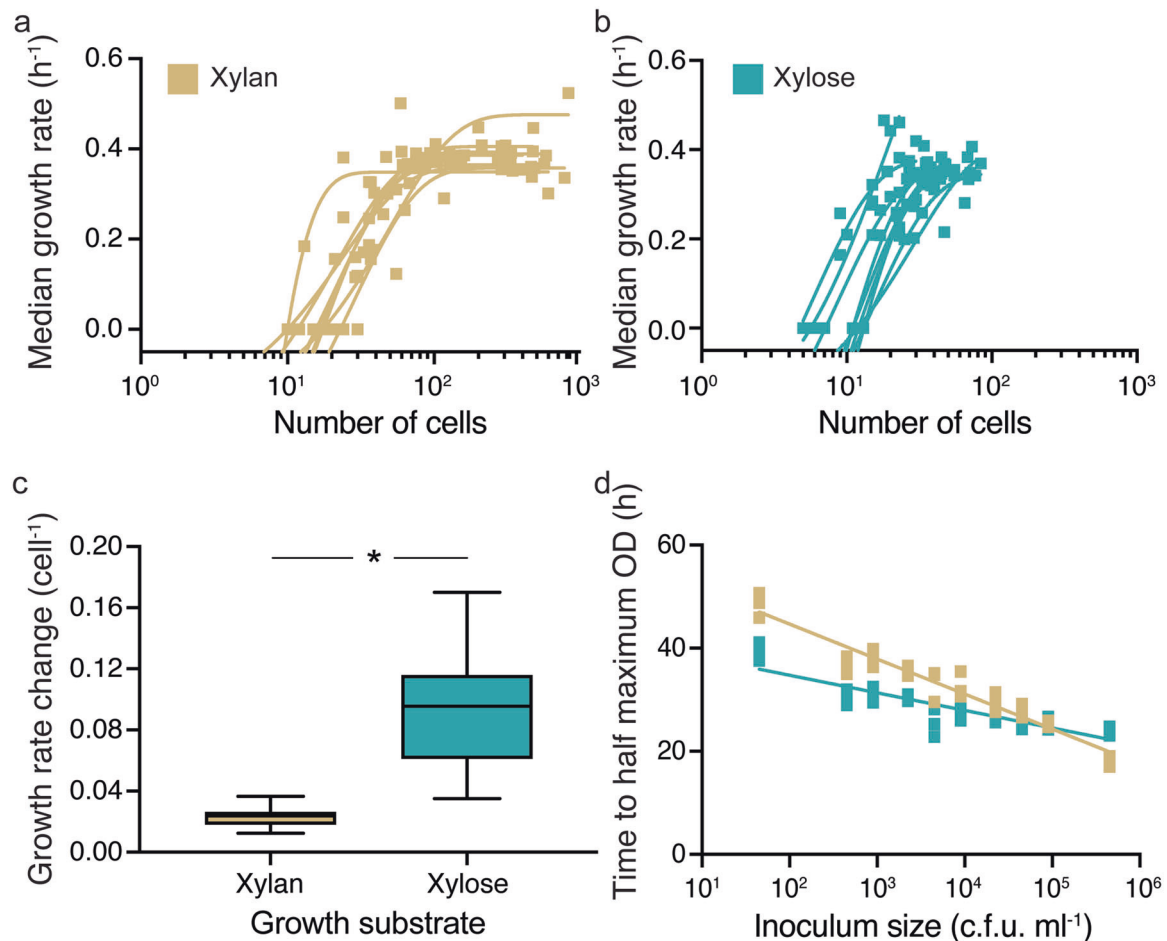 a
Median growth rate (h⁻¹)
0.6
0.4
0.2
0.0
Xylan
10⁰
10¹
10²
10³
Number of cells
b
Median growth rate (h⁻¹)
0.6
0.4
0.2
0.0
Xylose
10⁰
10¹
10²
10³
Number of cells
c
Growth rate change (cell⁻¹)
0.20
0.16
0.12
0.08
0.04
0.00
*
Xylan
Xylose
Growth substrate
d
Time to half maximum OD (h)
60
40
20
0
10¹
10²
10³
10⁴
10⁵
10⁶
Inoculum size (c.f.u. ml⁻¹)